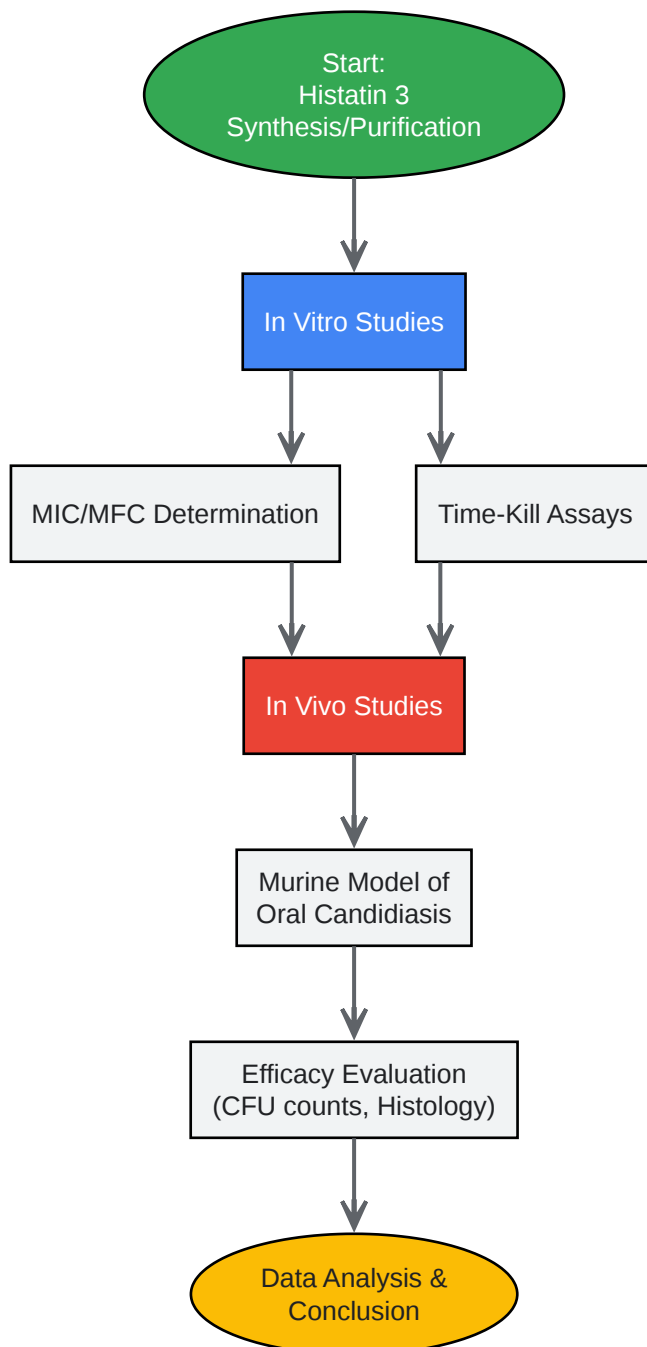 Start:
Histatin 3
Synthesis/Purification
In Vitro Studies
MIC/MFC Determination
Time-Kill Assays
In Vivo Studies
Murine Model of
Oral Candidiasis
Efficacy Evaluation
(CFU counts, Histology)
Data Analysis &
Conclusion